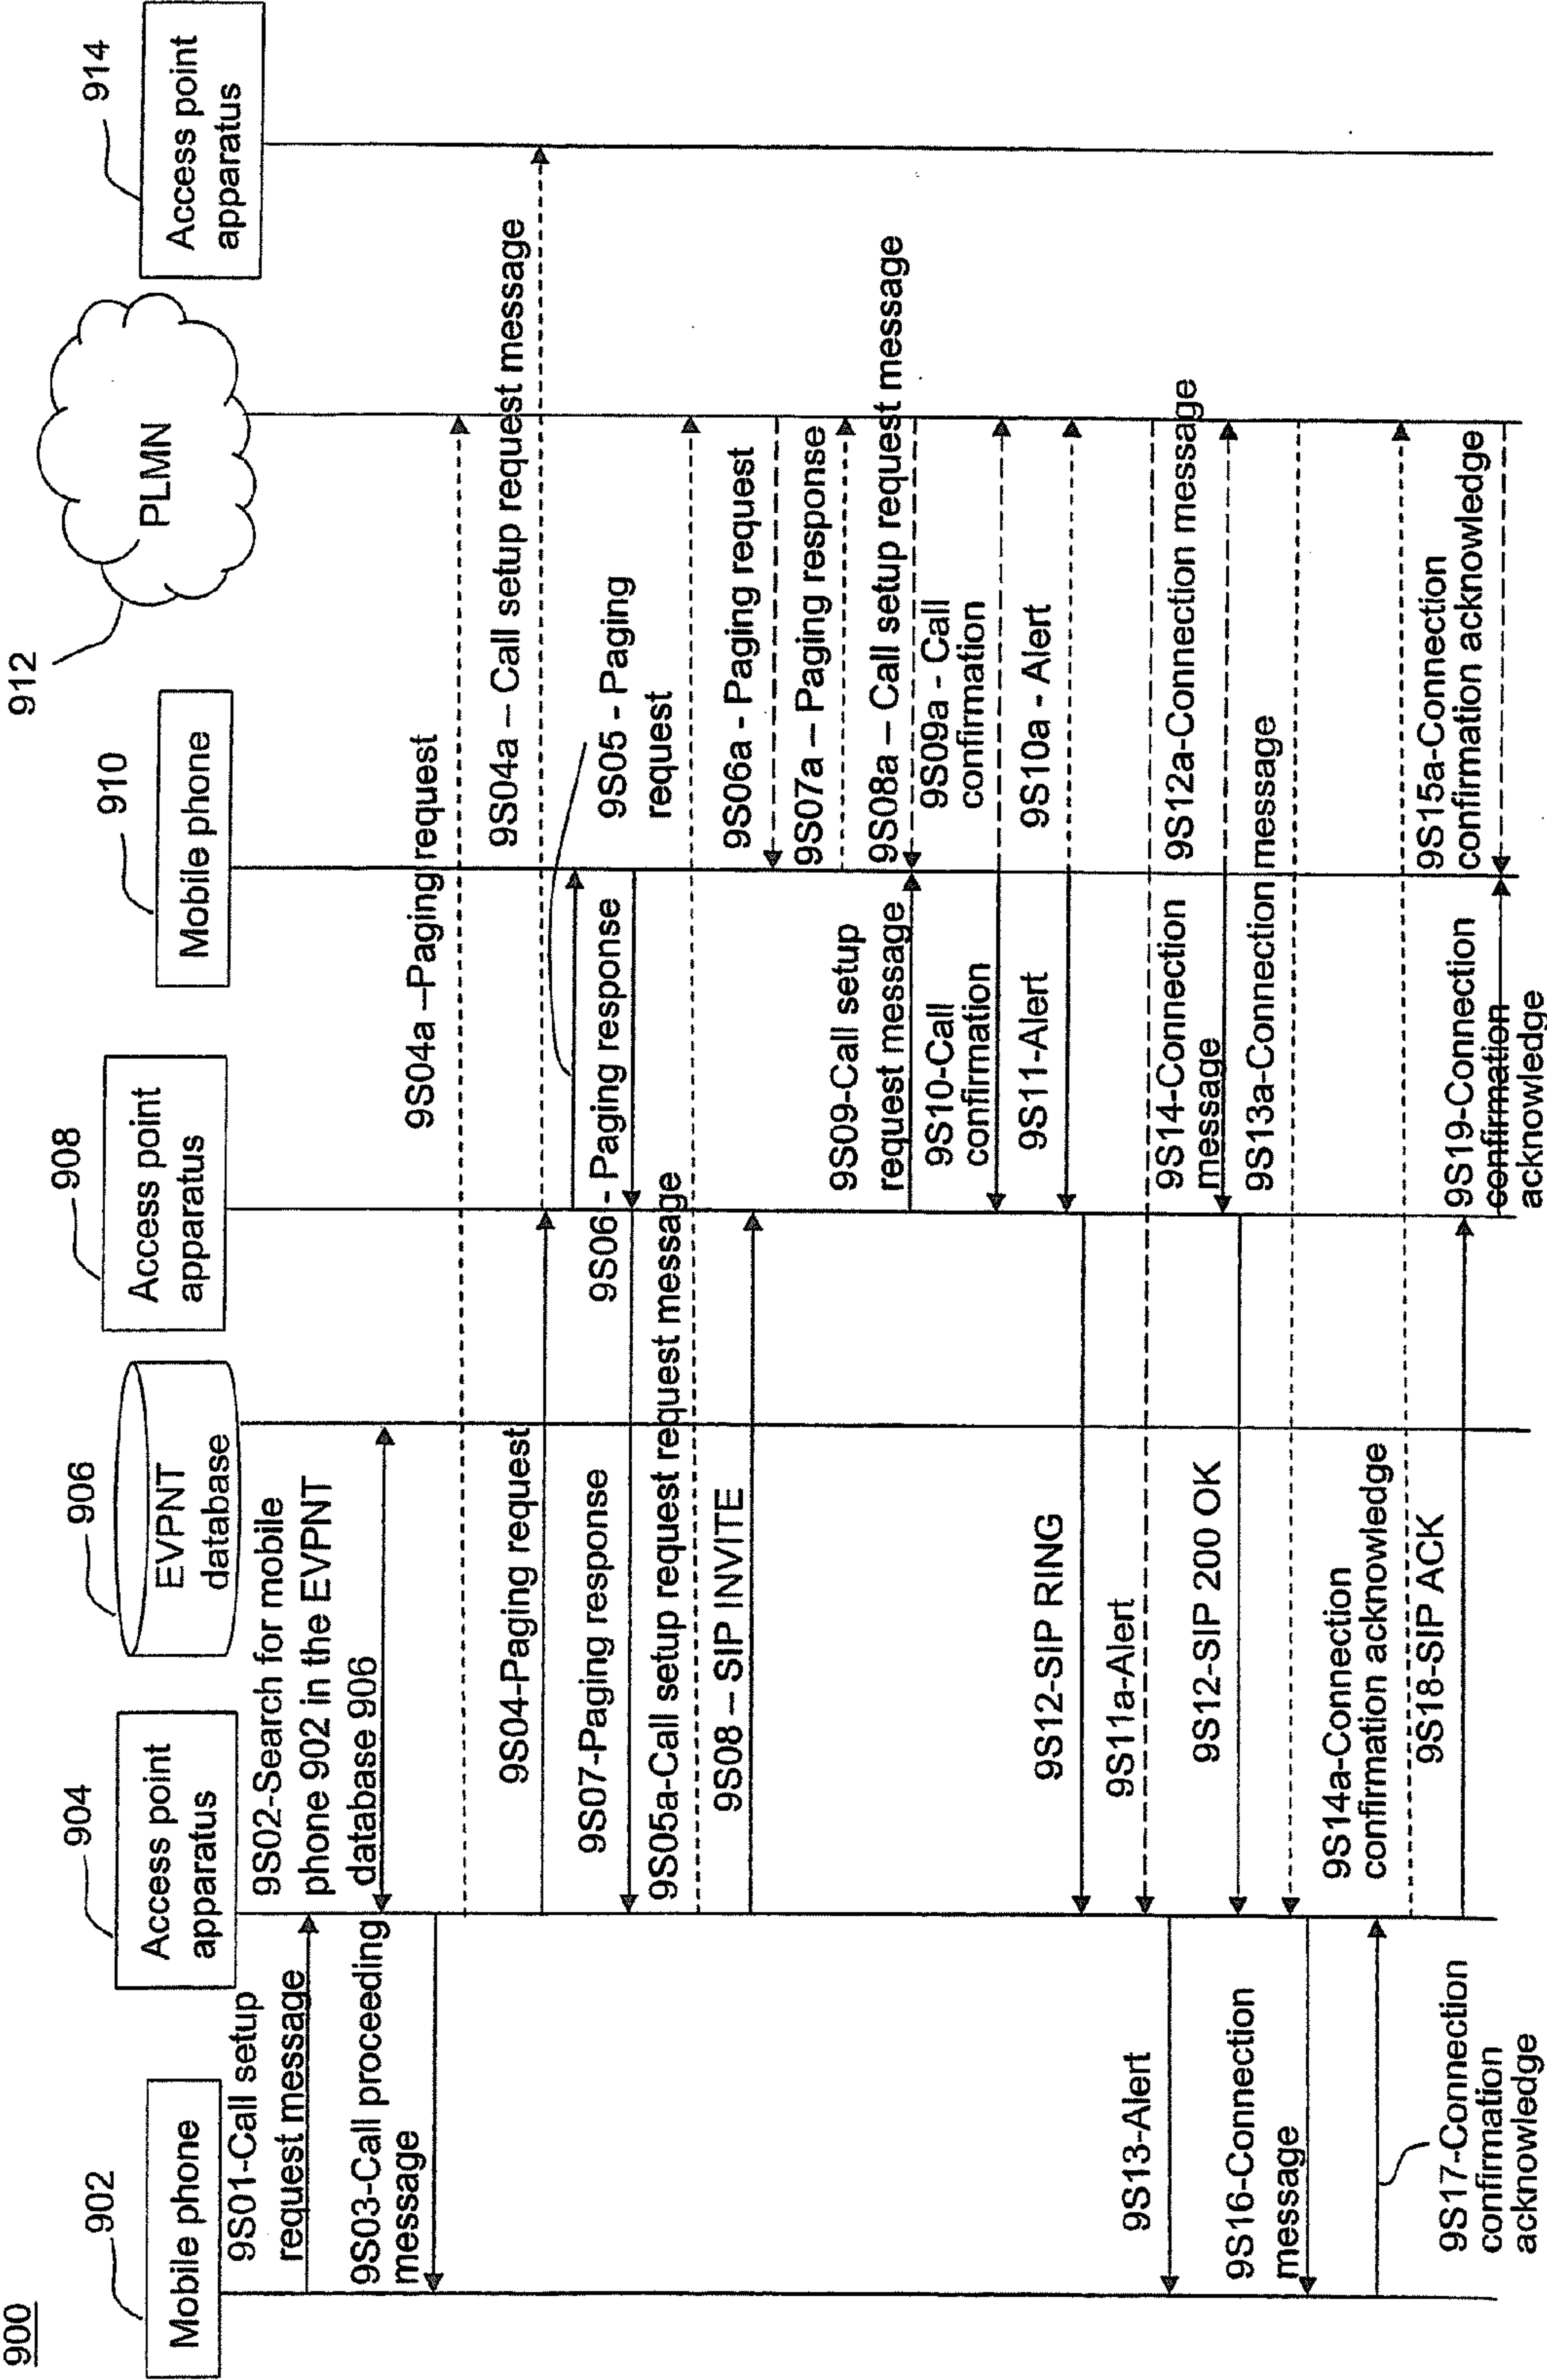 900
902
904
906
908
910
912
914
Mobile phone
Access point
apparatus
EVPNT
database
Access point
apparatus
Mobile phone
PLMN
Access point
apparatus
9S01-Call setup
request message
9S02-Search for mobile
phone 902 in the EVPNT
database 906
9S03-Call proceeding
message
9S04a –Paging request
9S04-Paging request
9S04a – Call setup request message
9S05 - Paging
request
9S06 - Paging response
9S07-Paging response
9S05a-Call setup request request message
9S08 – SIP INVITE
9S06a - Paging request
9S07a – Paging response
9S08a – Call setup request message
9S09-Call setup
request message
9S09a - Call
confirmation
9S10-Call
confirmation
9S10a - Alert
9S11-Alert
9S12-SIP RING
9S11a-Alert
9S13-Alert
9S12a-Connection message
9S14-Connection
message
9S12-SIP 200 OK
9S13a-Connection message
9S16-Connection
message
9S17-Connection
confirmation
acknowledge
9S14a-Connection
confirmation acknowledge
9S18-SIP ACK
9S15a-Connection
confirmation acknowledge
9S19-Connection
confirmation
acknowledge